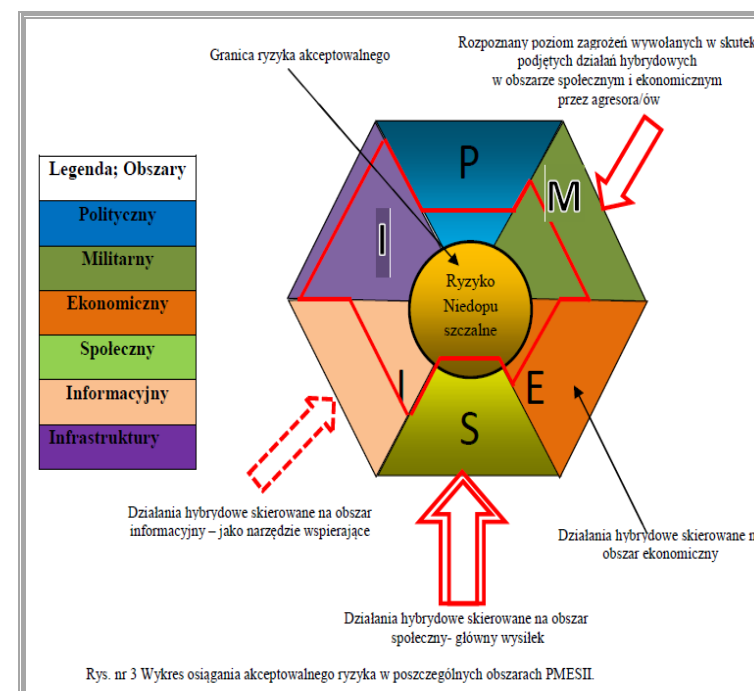 Granica ryzyka akceptowalnego
Rozpoznany poziom zagrożeń wywołanych w skutek
podjętych działań hybrydowych
w obszarze społecznym i ekonomicznym
przez agresora/ów
Legenda; Obszary
Polityczny
Militarny
Ekonomiczny
Społeczny
Informacyjny
Infrastruktury
P
M
I
Ryzyko
Niedopu
szczalne
I
E
S
Działania hybrydowe skierowane na obszar
informacyjny – jako narzędzie wspierające
Działania hybrydowe skierowane n
obszar ekonomiczny
Działania hybrydowe skierowane na obszar
społeczny- główny wysiłek
Rys. nr 3 Wykres osiągania akceptowalnego ryzyka w poszczególnych obszarach PMESII.